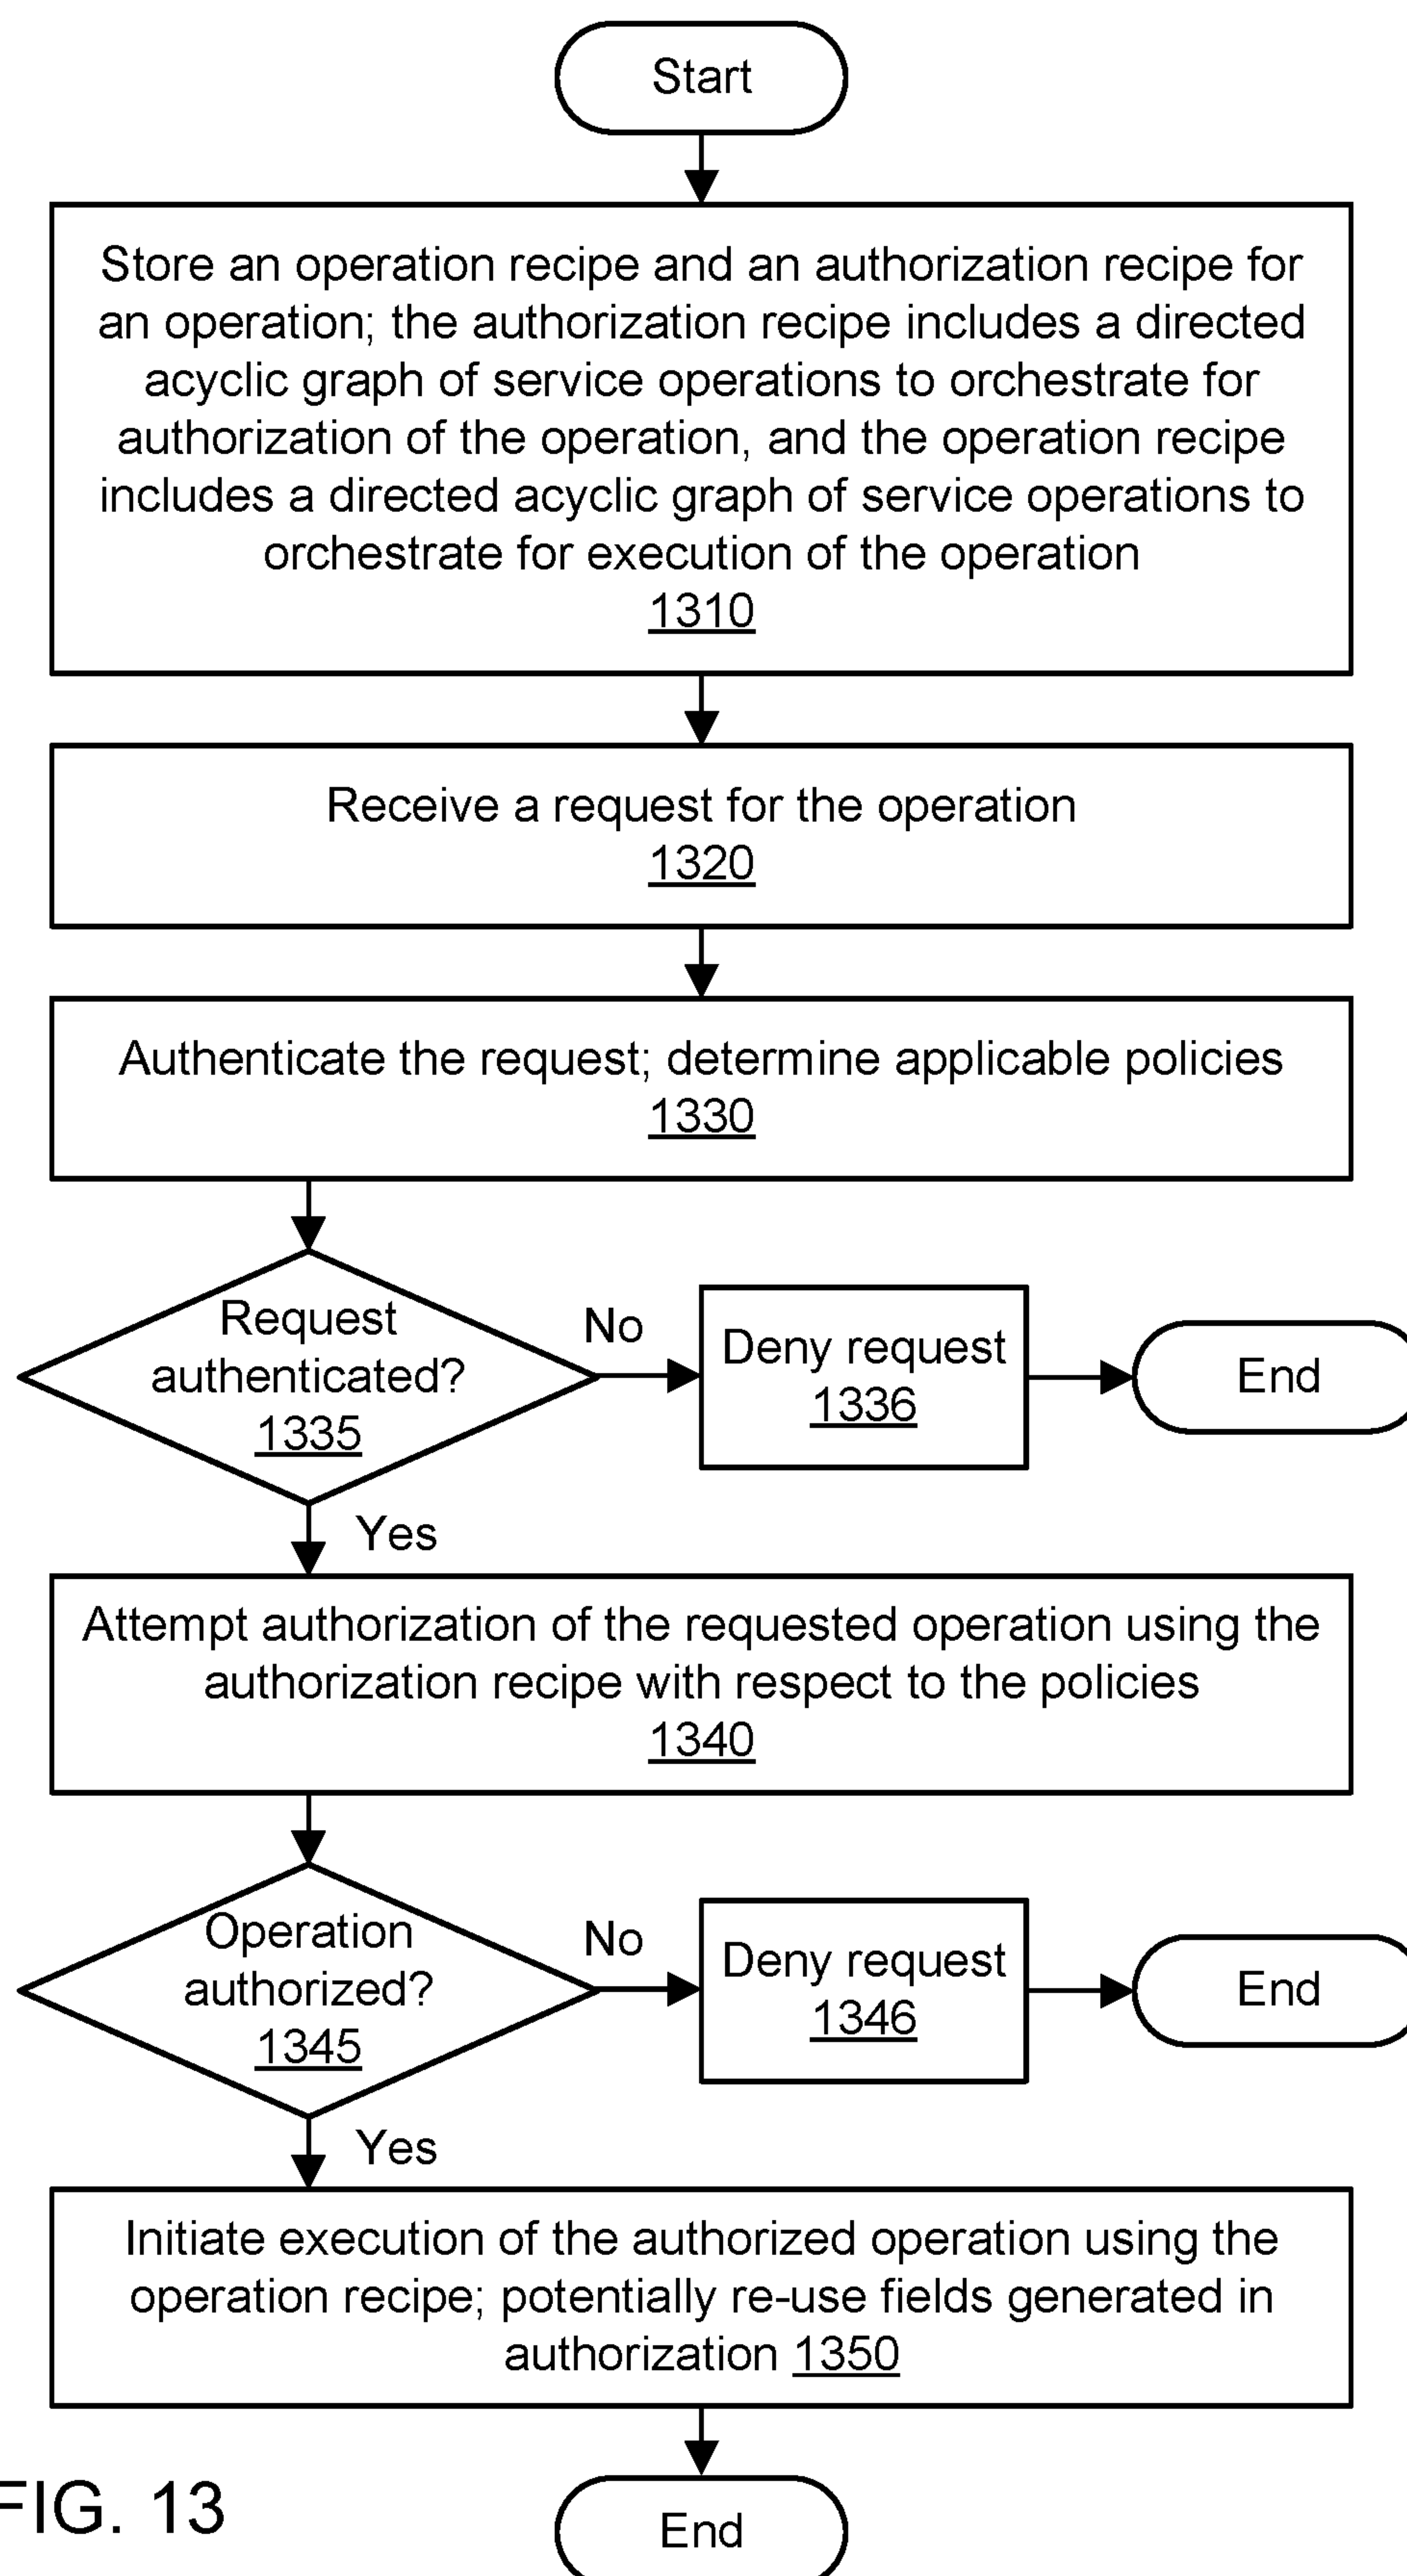 Start
Store an operation recipe and an authorization recipe for
an operation; the authorization recipe includes a directed
acyclic graph of service operations to orchestrate for
authorization of the operation, and the operation recipe
includes a directed acyclic graph of service operations to
orchestrate for execution of the operation
1310
Receive a request for the operation
1320
Authenticate the request; determine applicable policies
1330
Request
authenticated?
1335
No
Deny request
1336
End
Yes
Attempt authorization of the requested operation using the
authorization recipe with respect to the policies
1340
Operation
authorized?
1345
No
Deny request
1346
End
Yes
Initiate execution of the authorized operation using the
operation recipe; potentially re-use fields generated in
authorization 1350
End
FIG. 13